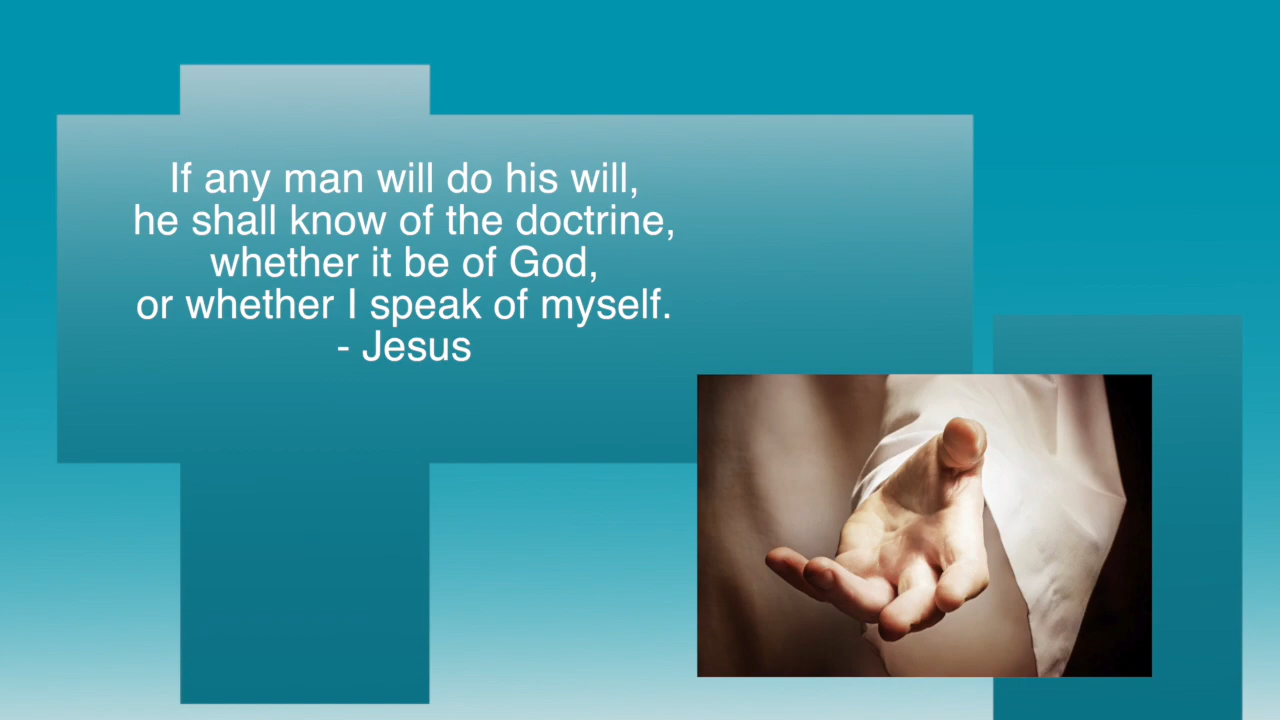 If any man will do his will,
he shall know of the doctrine,
whether it be of God,
or whether I speak of myself.
- Jesus